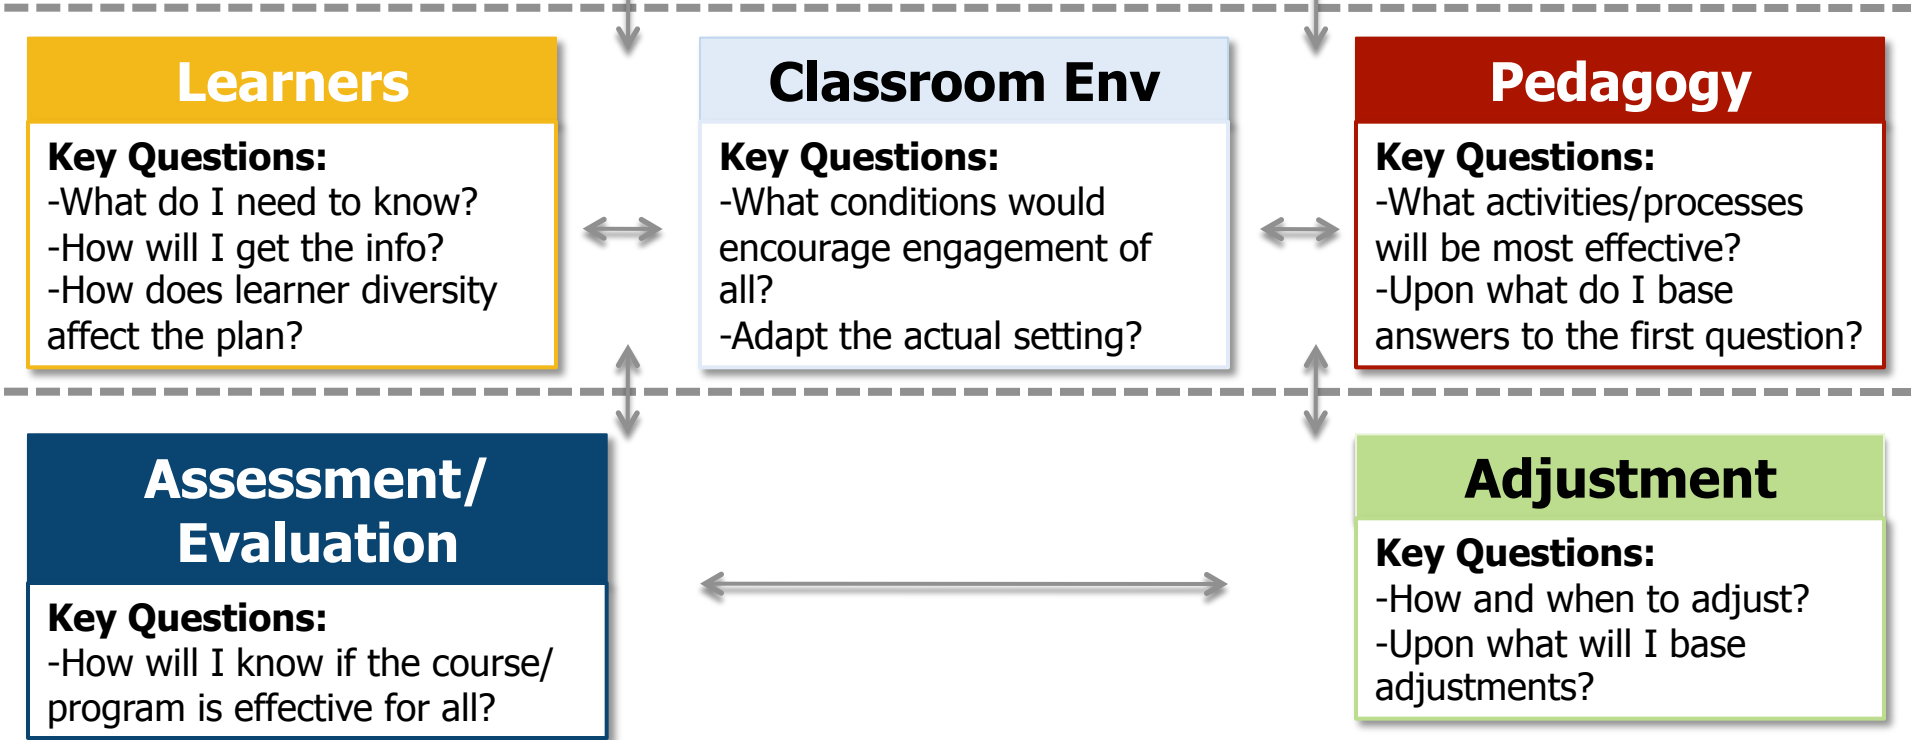 Learners
Key Questions:
-What do I need to know?
-How will I get the info?
-How does learner diversity
affect the plan?
Classroom Env
Key Questions:
-What conditions would
encourage engagement of
all?
-Adapt the actual setting?
Pedagogy
Key Questions:
-What activities/processes
will be most effective?
-Upon what do I base
answers to the first question?
Assessment/
Evaluation
Key Questions:
-How will I know if the course/
program is effective for all?
Adjustment
Key Questions:
-How and when to adjust?
-Upon what will I base
adjustments?